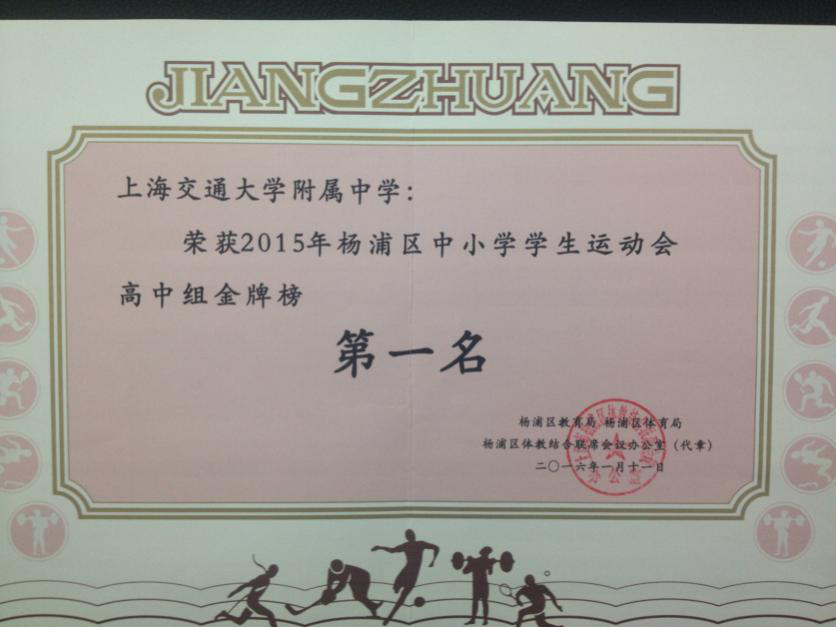 JIANGZHUANG
上海交通大学附属中学：
荣获2015年杨浦区中小学学生运动会
高中组金牌榜
第一名
杨浦区教育局 杨浦区体育局
杨浦区体教结合联席会议办公室（代章）
二〇一六年一月十一日
办公室